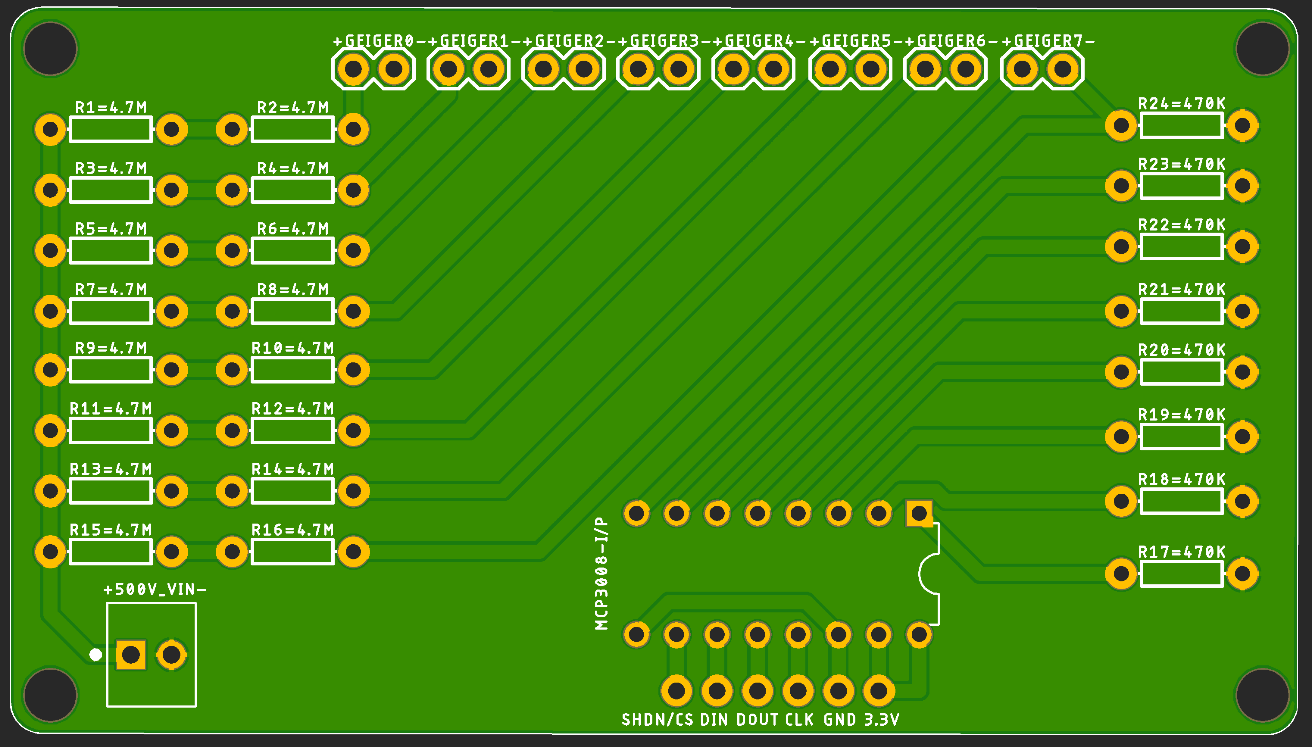 +GEIGER0-+GEIGER1-+GEIGER2-+GEIGER3-+GEIGER4-+GEIGER5-+GEIGER6-+GEIGER7-
R1=4.7M R2=4.7M R24=470K
R3=4.7M R4=4.7M R23=470K
R5=4.7M R6=4.7M R22=470K
R7=4.7M R8=4.7M R21=470K
R9=4.7M R10=4.7M R20=470K
R11=4.7M R12=4.7M R19=470K
R13=4.7M R14=4.7M R18=470K
R15=4.7M R16=4.7M R17=470K
+500V_VIN-
MCP3008-I/P
SHDN/CS DIN DOUT CLK GND 3.3V